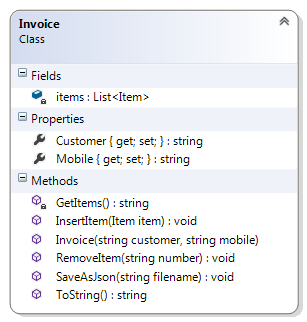 Invoice
Class
Fields
items : List<Item>
Properties
Customer { get; set; } : string
Mobile { get; set; } : string
Methods
GetItems() : string
InsertItem(Item item) : void
Invoice(string customer, string mobile)
RemoveItem(string number) : void
SaveAsJson(string filename) : void
ToString() : string